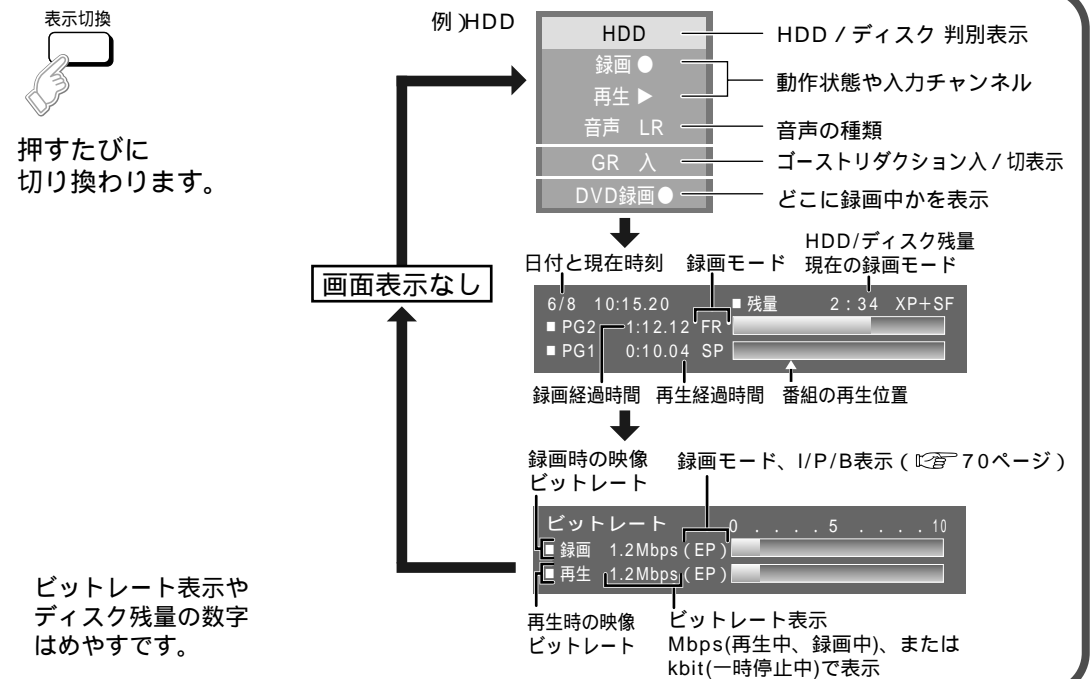 表示切換
押すたびに
切り換わります。
例)HDD
HDD
録画 ●
再生 ▶
音声 LR
GR 入
DVD録画●
HDD / ディスク 判別表示
動作状態や入力チャンネル
音声の種類
ゴーストリダクション入 / 切表示
どこに録画中かを表示
画面表示なし
日付と現在時刻
録画モード
HDD/ディスク残量
現在の録画モード
6/8 10:15.20 ■残量 2:34 XP+SF
■ PG2 1:12.12 FR
■ PG1 0:10.04 SP
録画経過時間 再生経過時間 番組の再生位置
録画時の映像
ビットレート
録画モード、I/P/B表示 ( ☞ 70ページ )
ビットレート 0 . . . . 5 . . . . 10
■ 録画 1.2Mbps ( EP )
■ 再生 1.2Mbps ( EP )
再生時の映像
ビットレート
ビットレート表示
Mbps(再生中、録画中)、または
kbit(一時停止中)で表示
ビットレート表示や
ディスク残量の数字
はめやすです。